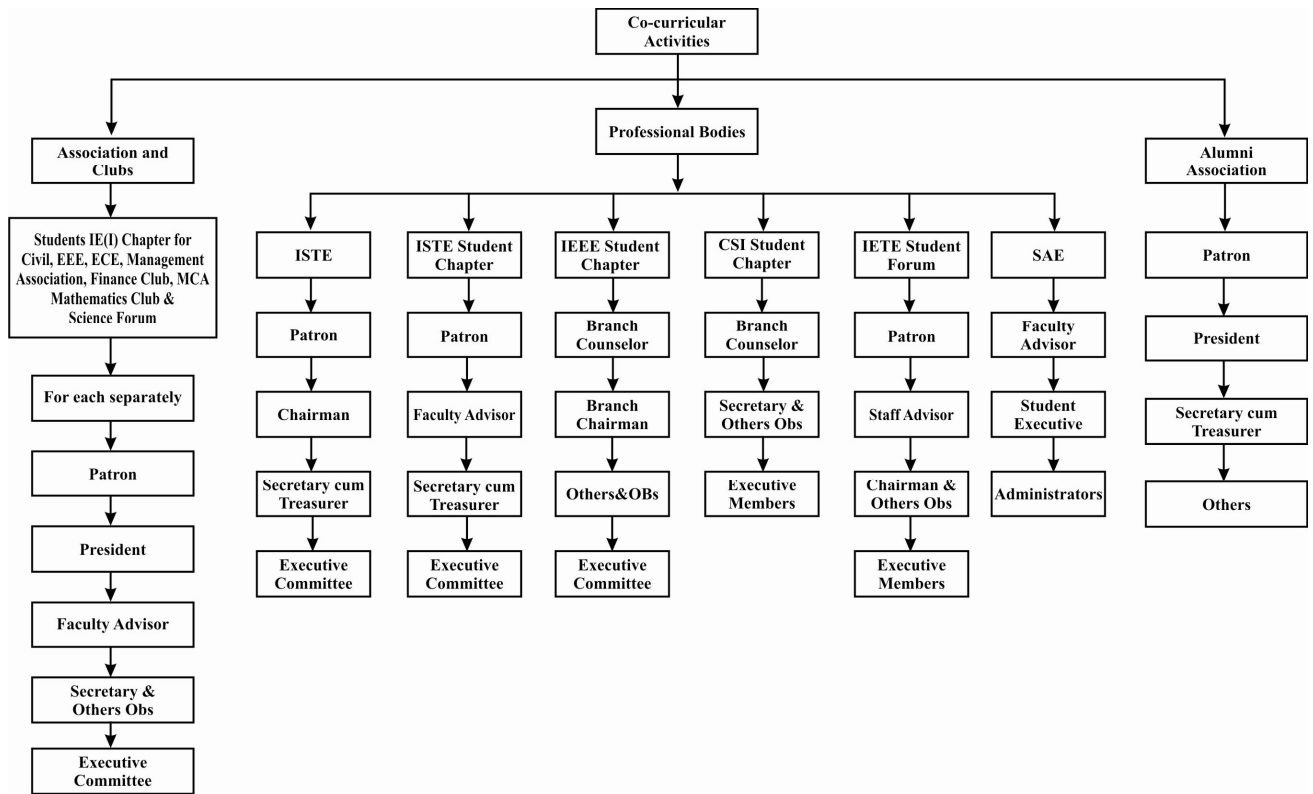 Co-curricular
Activities
Professional Bodies
Association and
Clubs
Alumni
Association
Students IE(I) Chapter for
Civil, EEE, ECE, Management
Association, Finance Club, MCA
Mathematics Club &
Science Forum
For each separately
Patron
President
Faculty Advisor
Secretary &
Others Obs
Executive
Committee
ISTE
Patron
Chairman
Secretary cum
Treasurer
Executive
Committee
ISTE Student
Chapter
Patron
Faculty Advisor
Secretary cum
Treasurer
Executive
Committee
IEEE Student
Chapter
Branch
Counselor
Branch
Chairman
Others&OBs
Executive
Committee
CSI Student
Chapter
Branch
Counselor
Secretary &
Others Obs
Executive
Members
IETE Student
Forum
Patron
Staff Advisor
Chairman &
Others Obs
Executive
Members
SAE
Faculty
Advisor
Student
Executive
Administrators
Patron
President
Secretary cum
Treasurer
Others